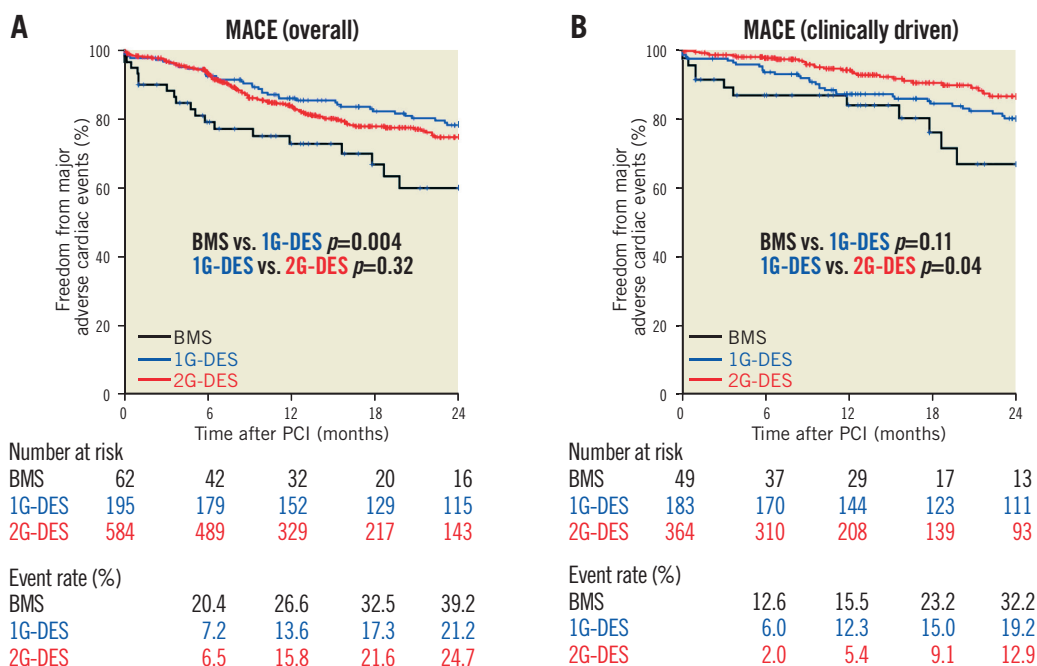 A
MACE (overall)
Freedom from major
adverse cardiac events (%)
100
80
60
40
20
0
BMS vs. 1G-DES p=0.004
1G-DES vs. 2G-DES p=0.32
BMS
1G-DES
2G-DES
0 6 12 18 24
Time after PCI (months)
Number at risk
BMS 62 42 32 20 16
1G-DES 195 179 152 129 115
2G-DES 584 489 329 217 143
Event rate (%)
BMS 20.4 26.6 32.5 39.2
1G-DES 7.2 13.6 17.3 21.2
2G-DES 6.5 15.8 21.6 24.7
B
MACE (clinically driven)
Freedom from major
adverse cardiac events (%)
100
80
60
40
20
0
BMS vs. 1G-DES p=0.11
1G-DES vs. 2G-DES p=0.04
BMS
1G-DES
2G-DES
0 6 12 18 24
Time after PCI (months)
Number at risk
BMS 49 37 29 17 13
1G-DES 183 170 144 123 111
2G-DES 364 310 208 139 93
Event rate (%)
BMS 12.6 15.5 23.2 32.2
1G-DES 6.0 12.3 15.0 19.2
2G-DES 2.0 5.4 9.1 12.9